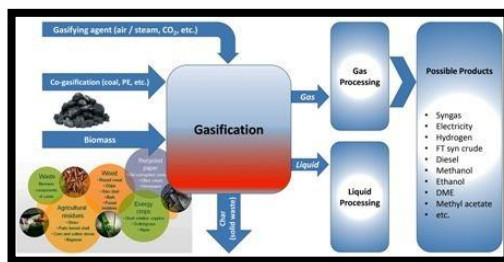 Gasifying agent (air / steam, CO₂, etc.)
Co-gasification (coal, PE, etc.)
Biomass
Gasification
Gas
Liquid
Char
(solid waste)
Gas
Processing
Liquid
Processing
Possible Products
• Syngas
• Electricity
• Hydrogen
• FT syn crude
• Diesel
• Methanol
• Ethanol
• DME
• Methyl acetate
• etc.
Waste
Wood
Agricultural
residues
Energy
crops
paper